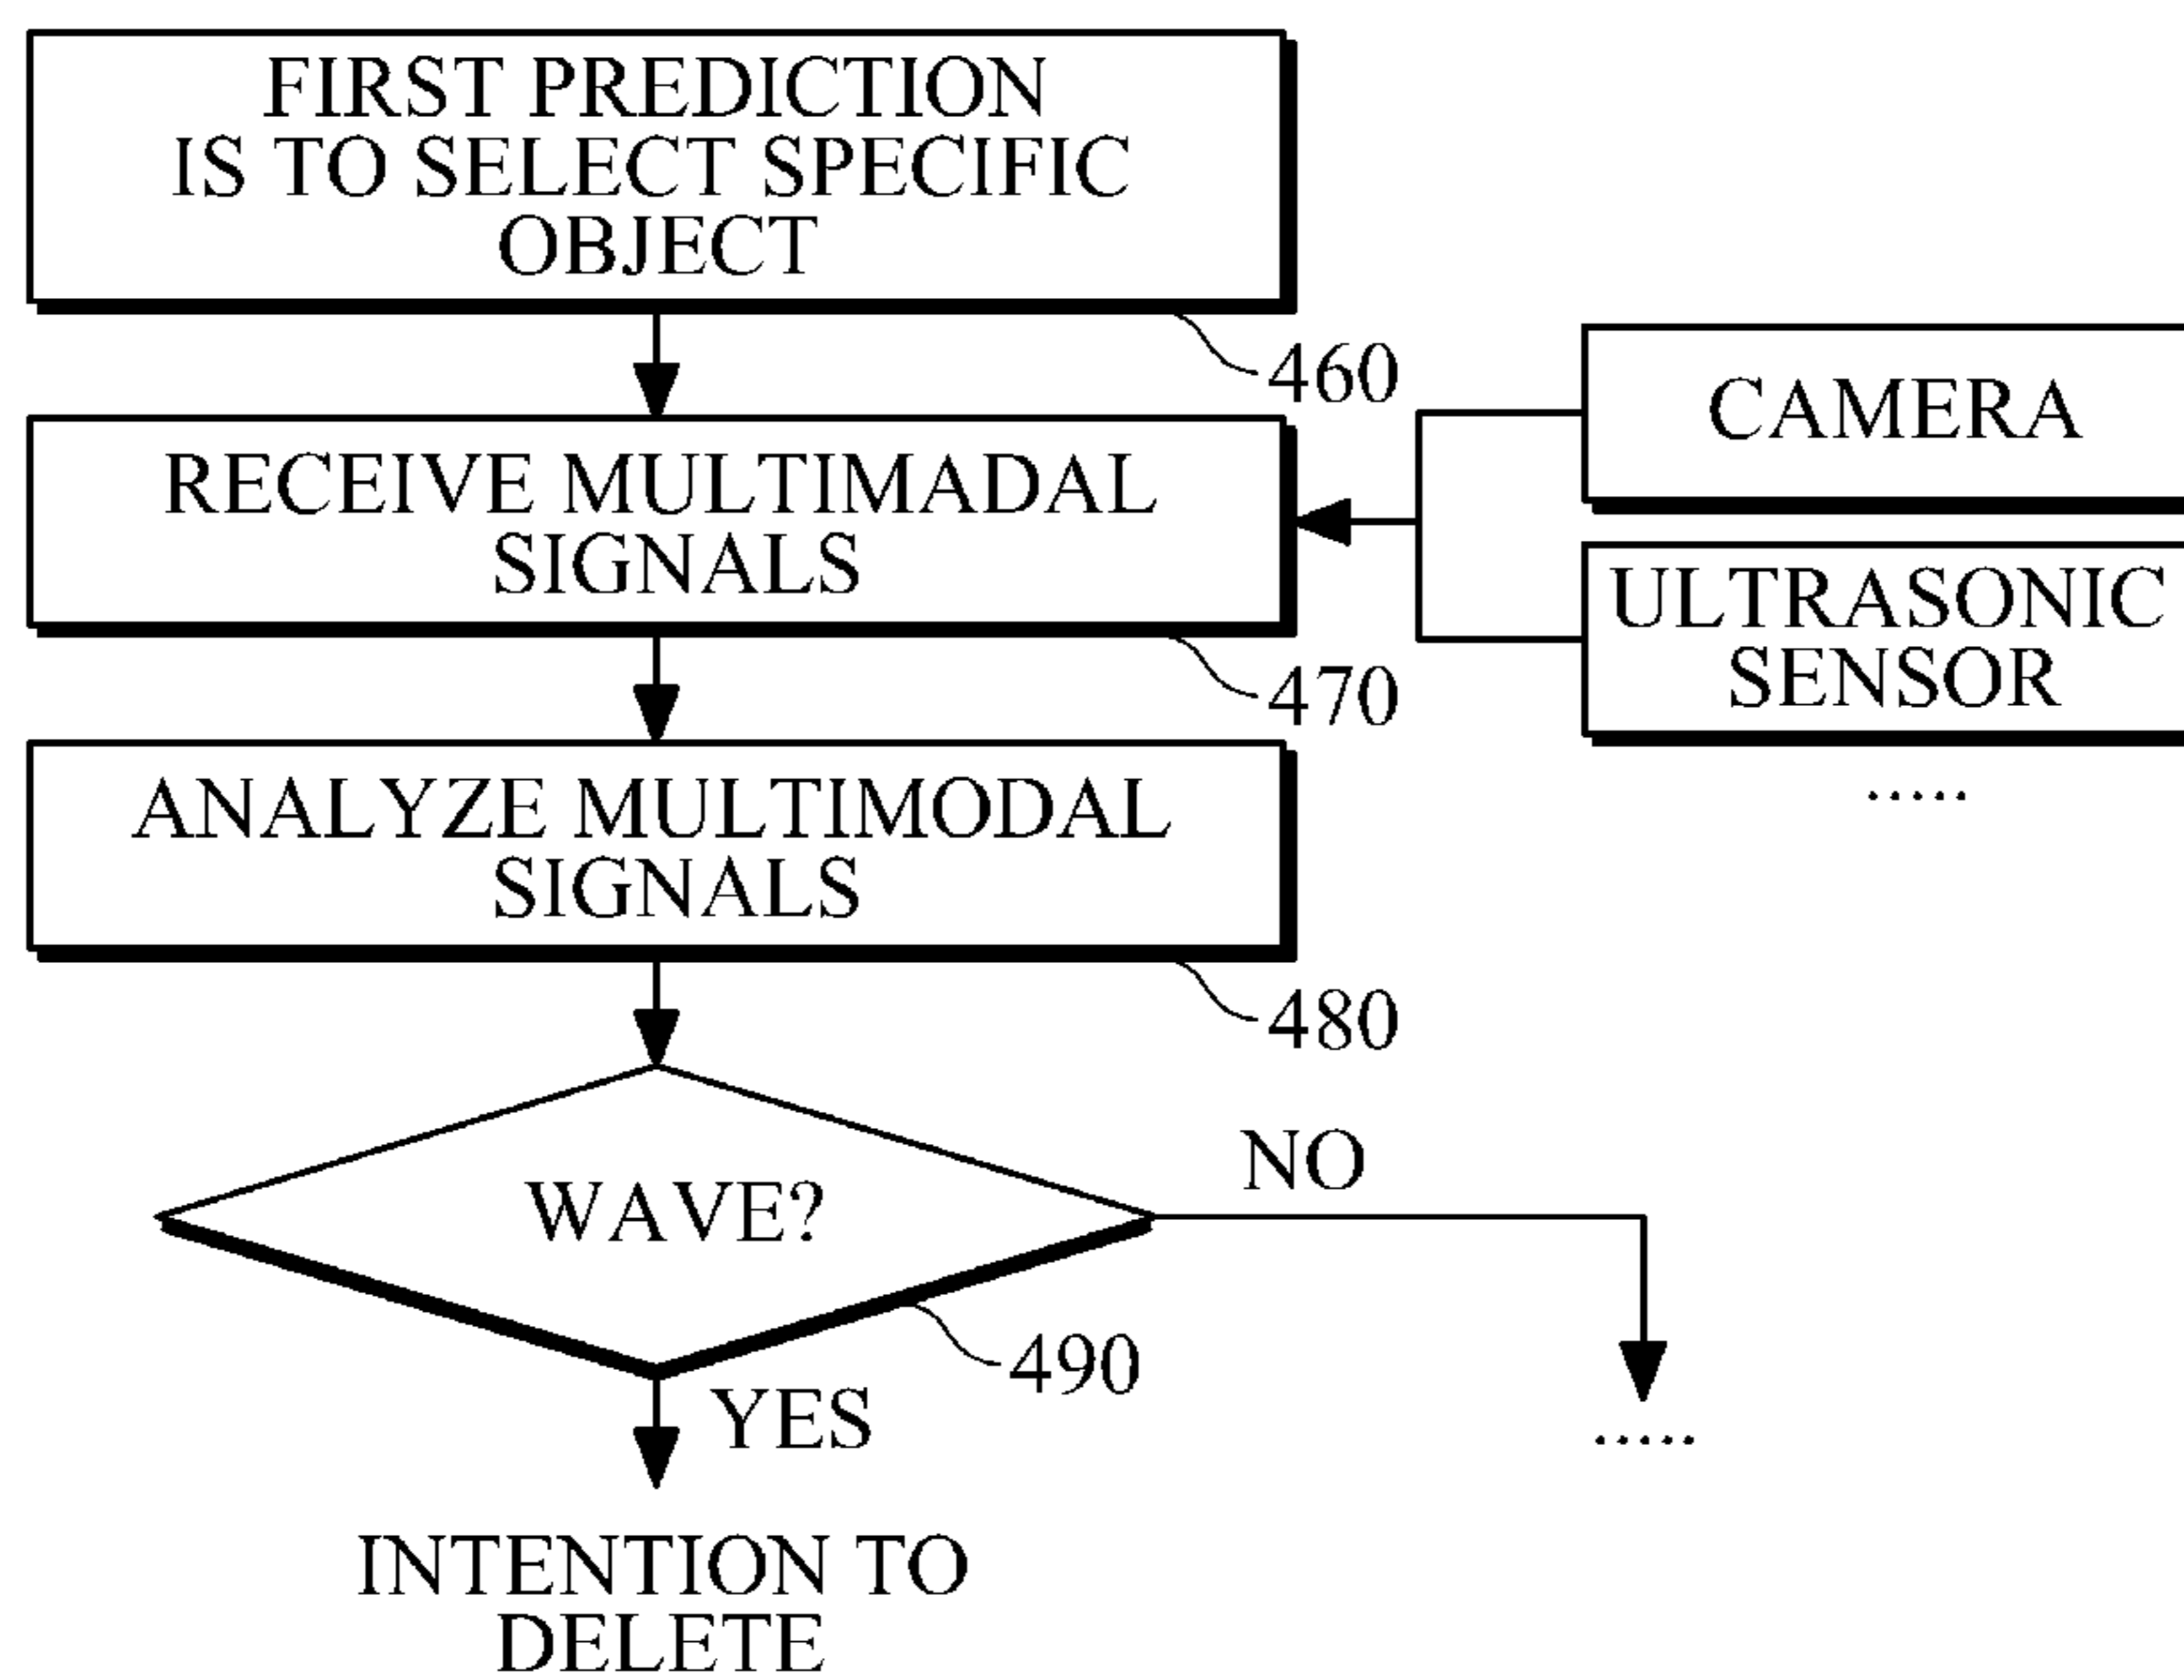 FIRST PREDICTION
IS TO SELECT SPECIFIC
OBJECT
460
RECEIVE MULTIMADAL
SIGNALS
470
CAMERA
ULTRASONIC
SENSOR
.....
ANALYZE MULTIMODAL
SIGNALS
480
WAVE?
NO
490
YES
.....
INTENTION TO
DELETE